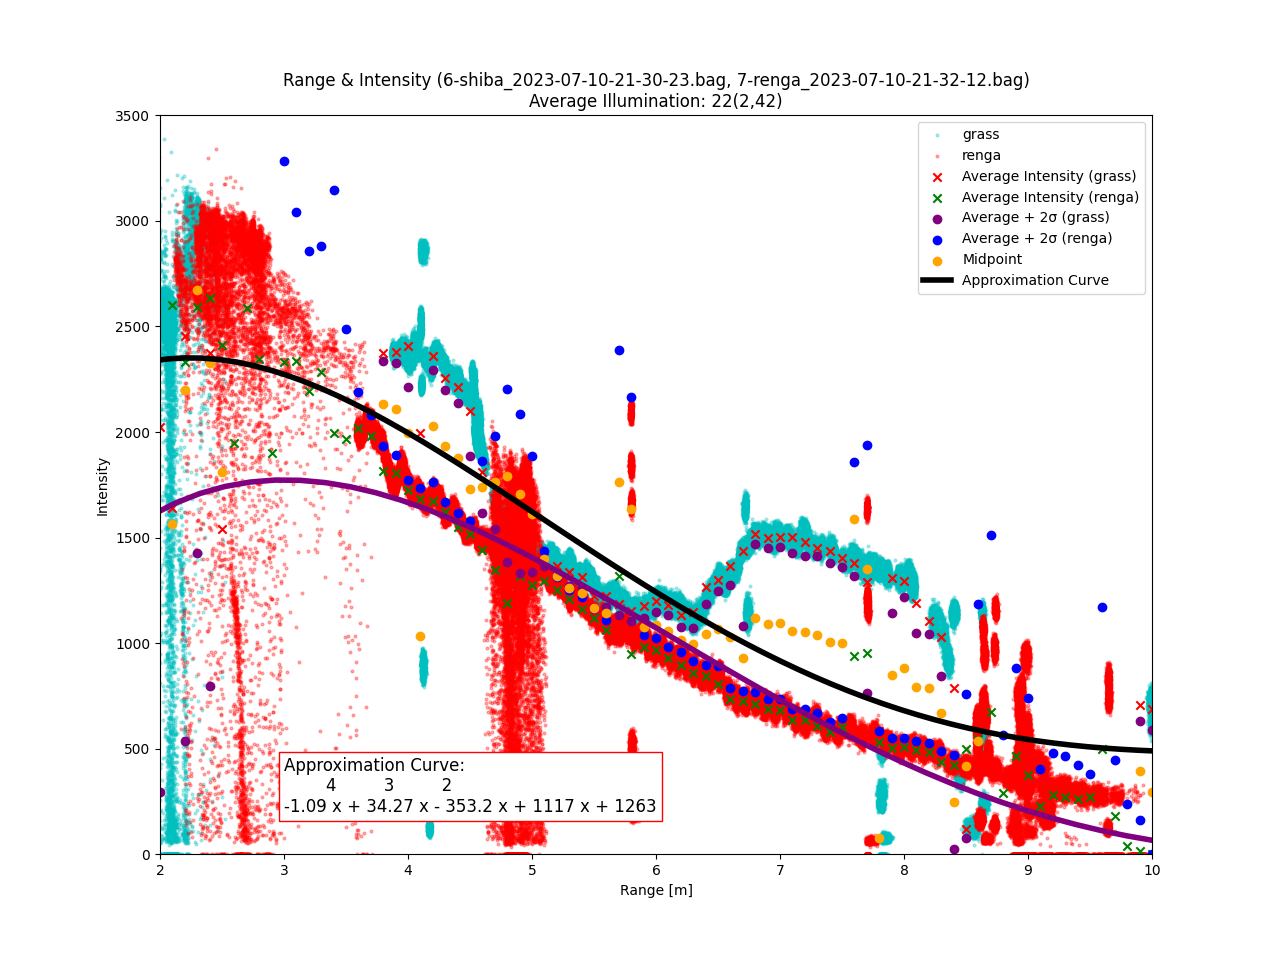 Range & Intensity (6-shiba_2023-07-10-21-30-23.bag, 7-renga_2023-07-10-21-32-12.bag)
Average Illumination: 22(2,42)
3500
3000
2500
2000
1500
1000
500
0
Intensity
grass
renga
Average Intensity (grass)
Average Intensity (renga)
Average + 2σ (grass)
Average + 2σ (renga)
Midpoint
Approximation Curve
Approximation Curve:
4 3 2
-1.09 x + 34.27 x - 353.2 x + 1117 x + 1263
2 3 4 5 6 7 8 9 10
Range [m]